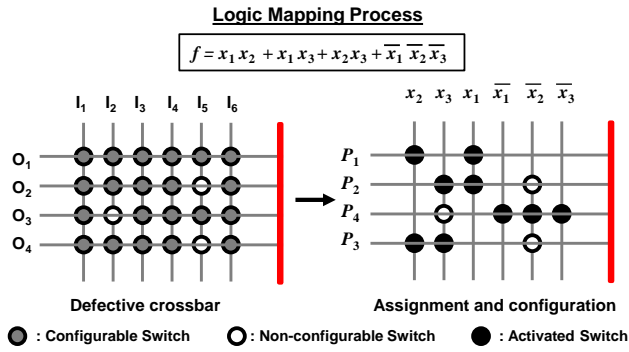 Logic Mapping Process
f = x₁ x₂ + x₁ x₃ + x₂ x₃ + x̅₁ x̅₂ x̅₃
I₁ I₂ I₃ I₄ I₅ I₆
x₂ x₃ x₁ x̅₁ x̅₂ x̅₃
O₁
O₂
O₃
O₄
P₁
P₂
P₄
P₃
Defective crossbar
Assignment and configuration
: Configurable Switch
: Non-configurable Switch
: Activated Switch